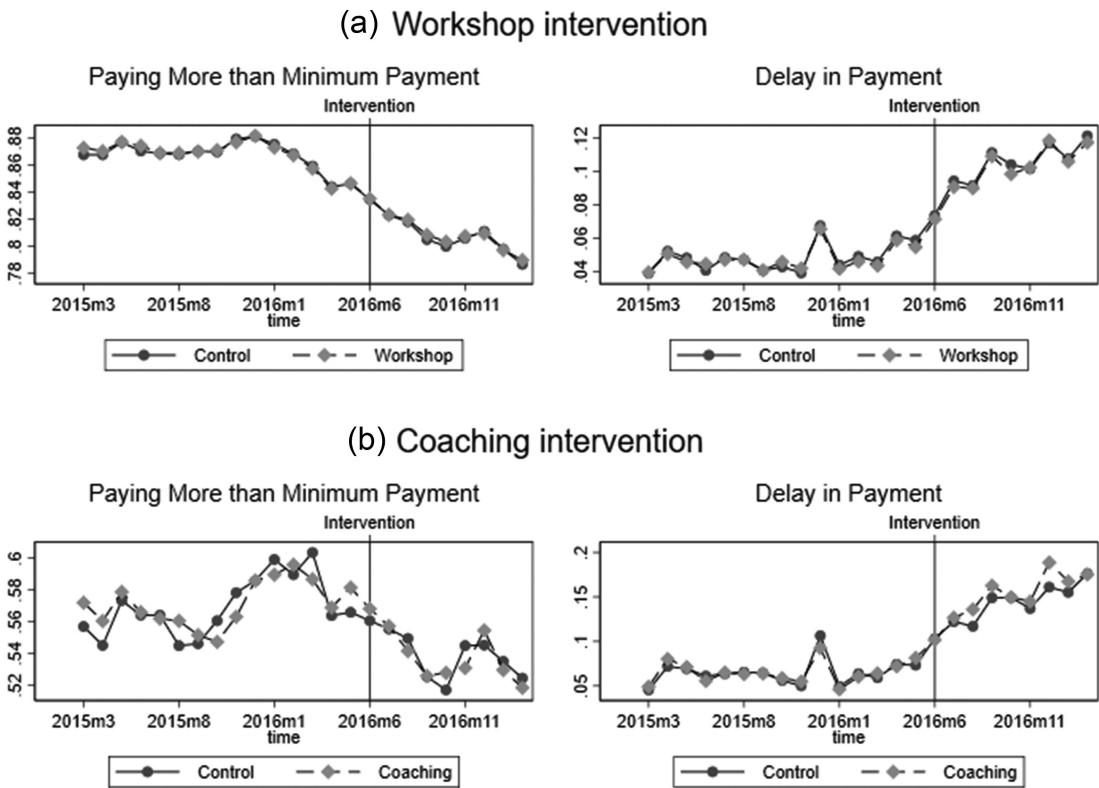 (a) Workshop intervention
Paying More than Minimum Payment
Intervention
.88
.86
.84
.82
.8
.78
2015m3 2015m8 2016m1 2016m6 2016m11
time
Control Workshop
Delay in Payment
Intervention
.12
.1
.08
.06
.04
2015m3 2015m8 2016m1 2016m6 2016m11
time
Control Workshop
(b) Coaching intervention
Paying More than Minimum Payment
Intervention
.6
.58
.56
.54
.52
2015m3 2015m8 2016m1 2016m6 2016m11
time
Control Coaching
Delay in Payment
Intervention
.2
.15
.1
.05
2015m3 2015m8 2016m1 2016m6 2016m11
time
Control Coaching